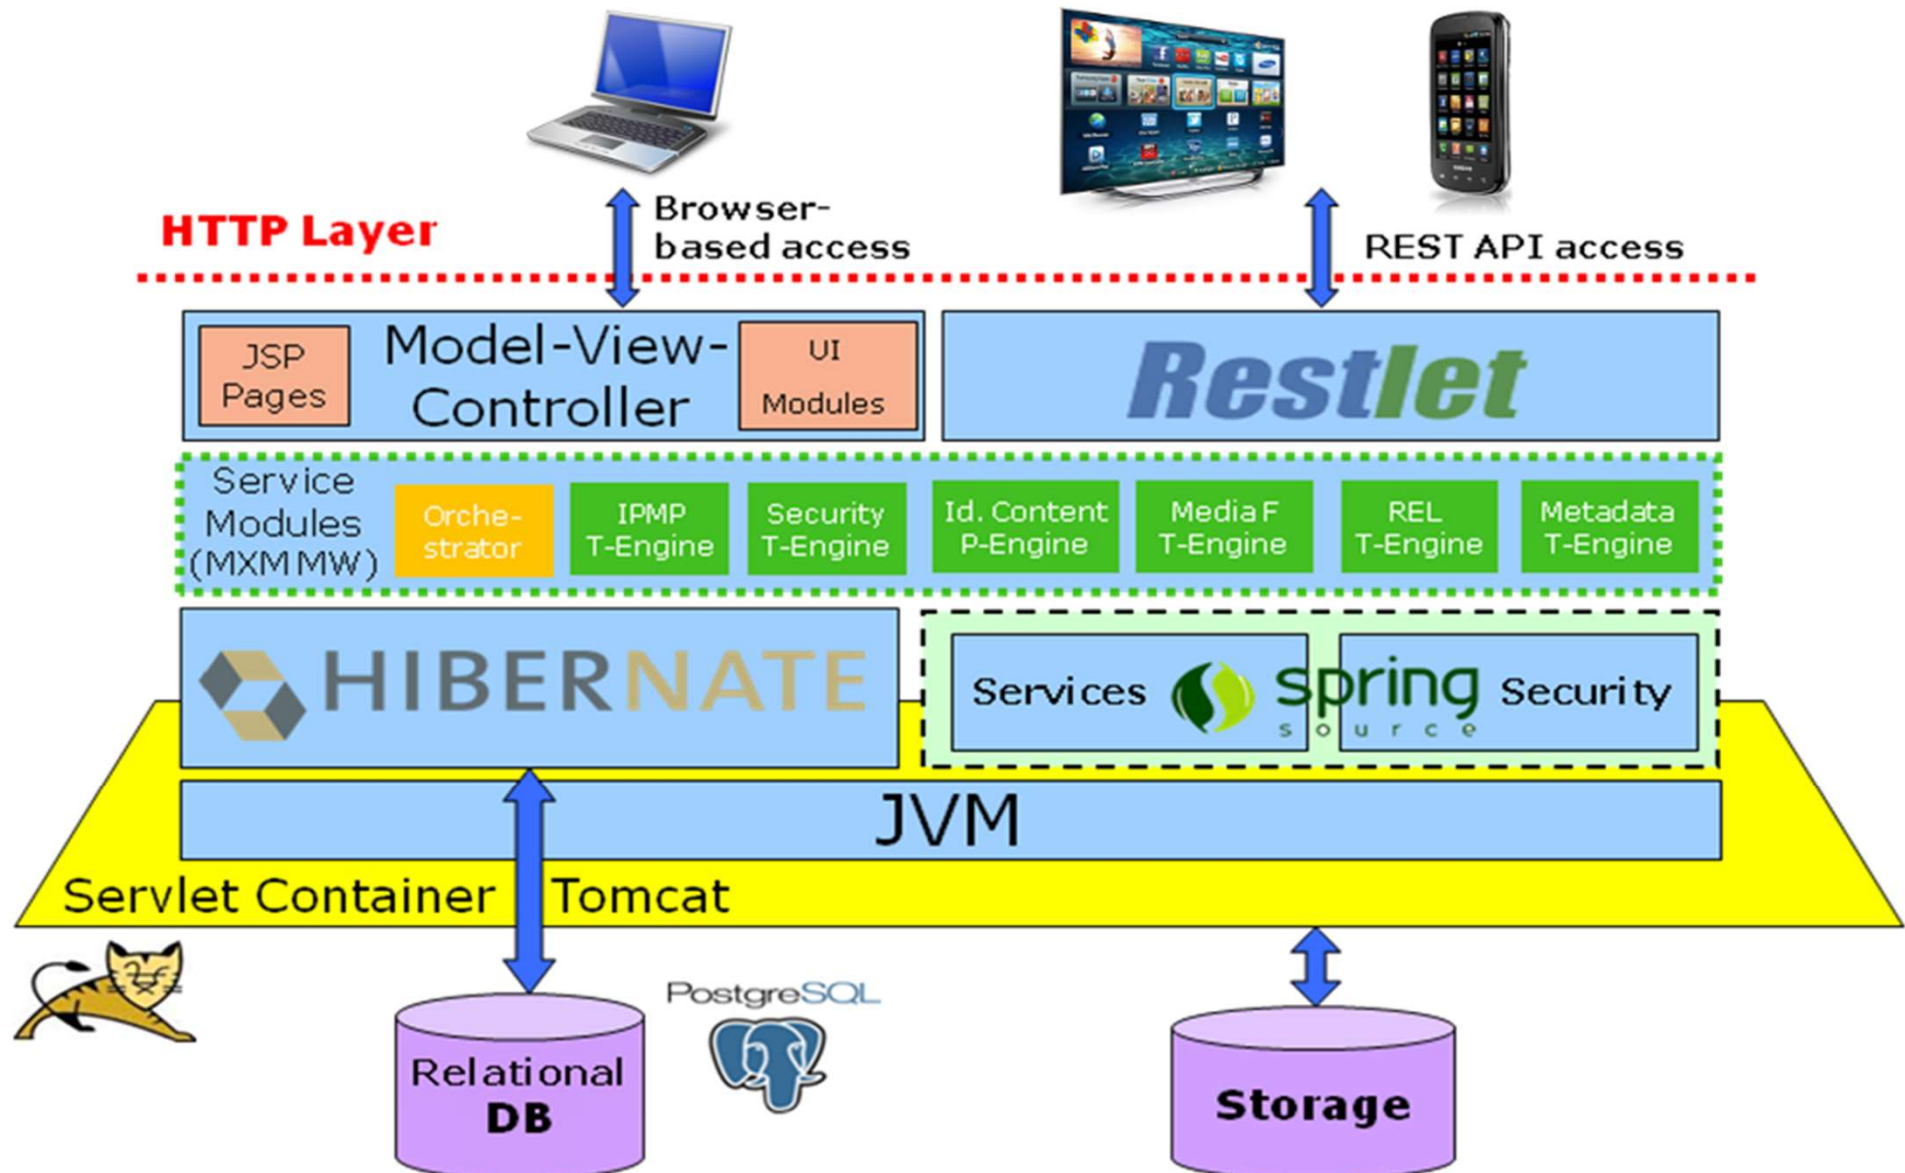 HTTP Layer
Browser-
based access
REST API access
JSP
Pages
Model-View-
Controller
UI
Modules
Restlet
Service
Modules
(MXM MW)
Orche-
strator
IPMP
T-Engine
Security
T-Engine
Id. Content
P-Engine
Media F
T-Engine
REL
T-Engine
Metadata
T-Engine
HIBERNATE
Services
spring
source
Security
JVM
Servlet Container
Tomcat
PostgreSQL
Relational
DB
Storage